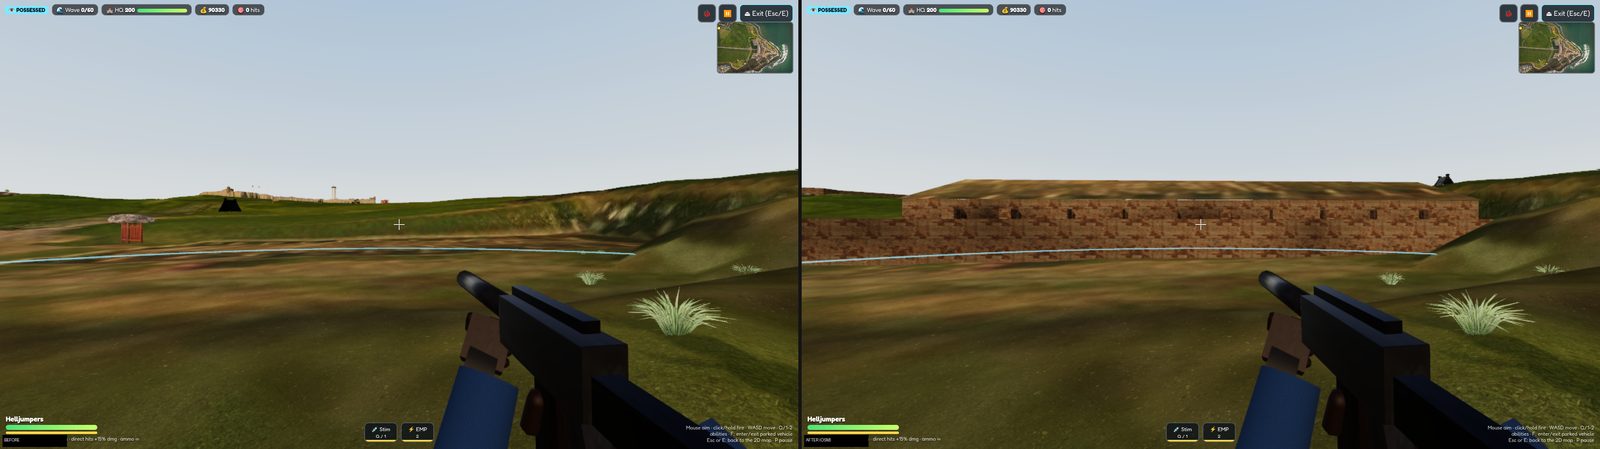 POSSESSED
Wave 0/60
HQ 200
90330
0 hits
Exit (Esc/E)
Helljumpers
BEFORE
· direct hits +15% dmg · ammo ∞
Stim
0 / 1
EMP
2
Mouse aim · click/hold fire · WASD move · Q/1-2
abilities · F: enter/exit parked vehicle
Esc or E: back to the 2D map · P pause
POSSESSED
Wave 0/60
HQ 200
90330
0 hits
Exit (Esc/E)
Helljumpers
· direct hits +15% dmg · ammo ∞
Stim
0 / 1
EMP
2
Mouse aim · click/hold fire · WASD move · Q/1-2
abilities · F: enter/exit parked vehicle
Esc or E: back to the 2D map · P pause